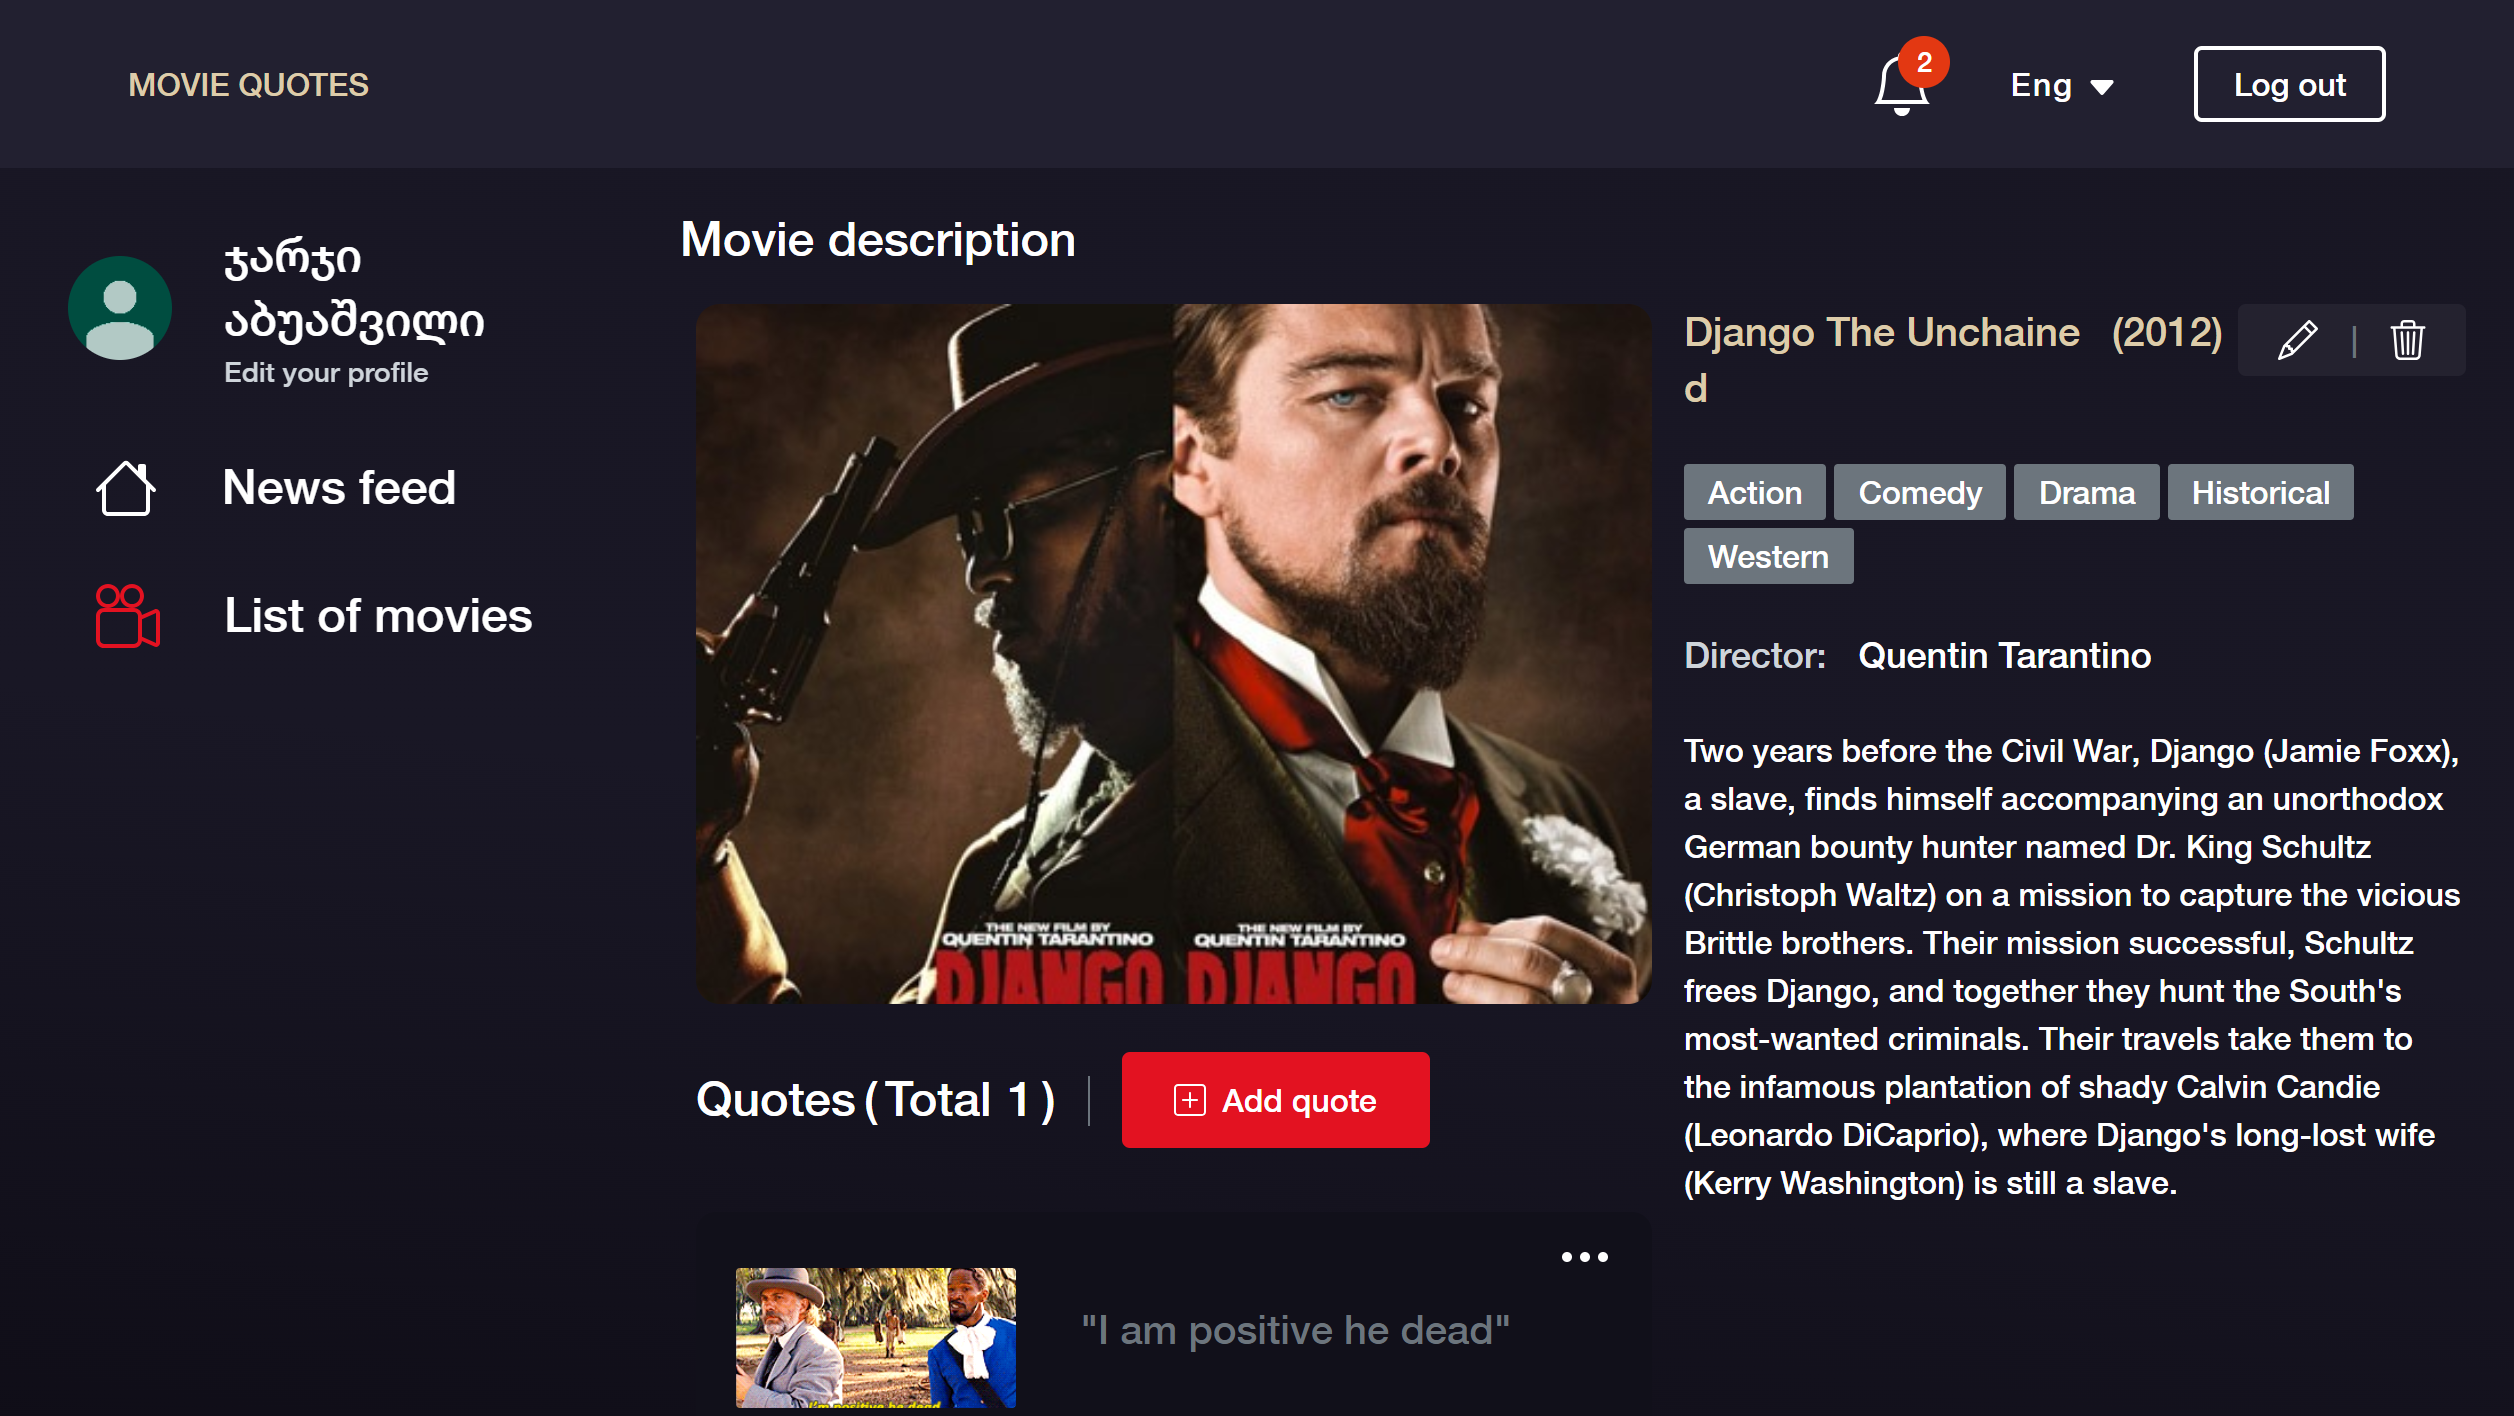 MOVIE QUOTES
2
Eng
Log out
ჯარჯი
აბუაშვილი
Edit your profile
News feed
List of movies
Movie description
THE NEW FILM BY
QUENTIN TARANTINO
DJANGO
THE NEW FILM BY
QUENTIN TARANTINO
DJANGO
Django The Unchaine (2012)
d
|
Action Comedy Drama Historical
Western
Director: Quentin Tarantino
Two years before the Civil War, Django (Jamie Foxx),
a slave, finds himself accompanying an unorthodox
German bounty hunter named Dr. King Schultz
(Christoph Waltz) on a mission to capture the vicious
Brittle brothers. Their mission successful, Schultz
frees Django, and together they hunt the South's
most-wanted criminals. Their travels take them to
the infamous plantation of shady Calvin Candie
(Leonardo DiCaprio), where Django's long-lost wife
(Kerry Washington) is still a slave.
Quotes (Total 1)
Add quote
I'm positive he dead
"I am positive he dead"